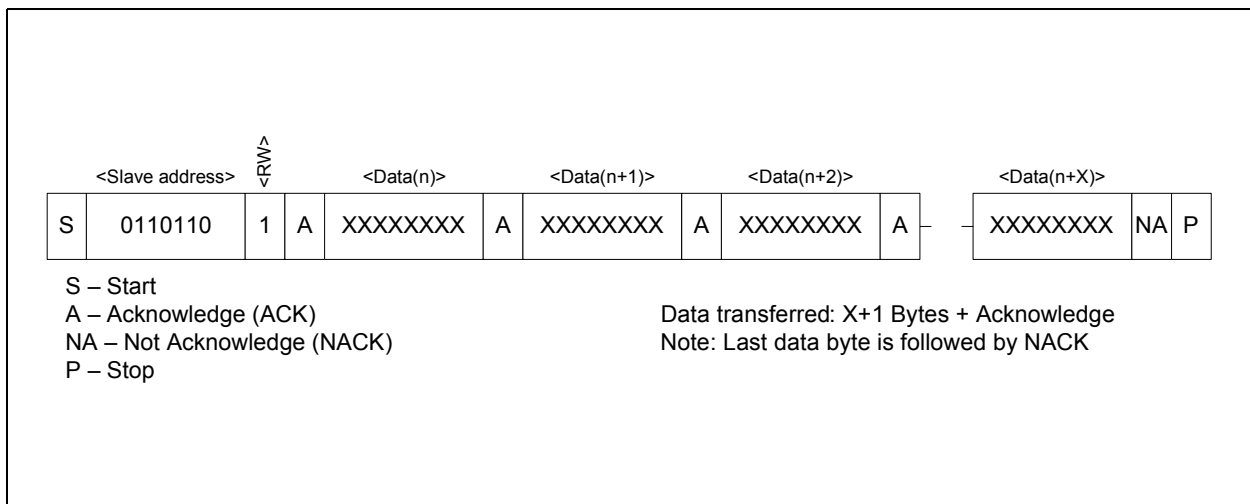 <Slave address> <RW> <Data(n)> <Data(n+1)> <Data(n+2)> <Data(n+X)>
S 0110110 1 A XXXXXXXX A XXXXXXXX A XXXXXXXX A XXXXXXXX NA P
S – Start
A – Acknowledge (ACK)
NA – Not Acknowledge (NACK)
P – Stop
Data transferred: X+1 Bytes + Acknowledge
Note: Last data byte is followed by NACK